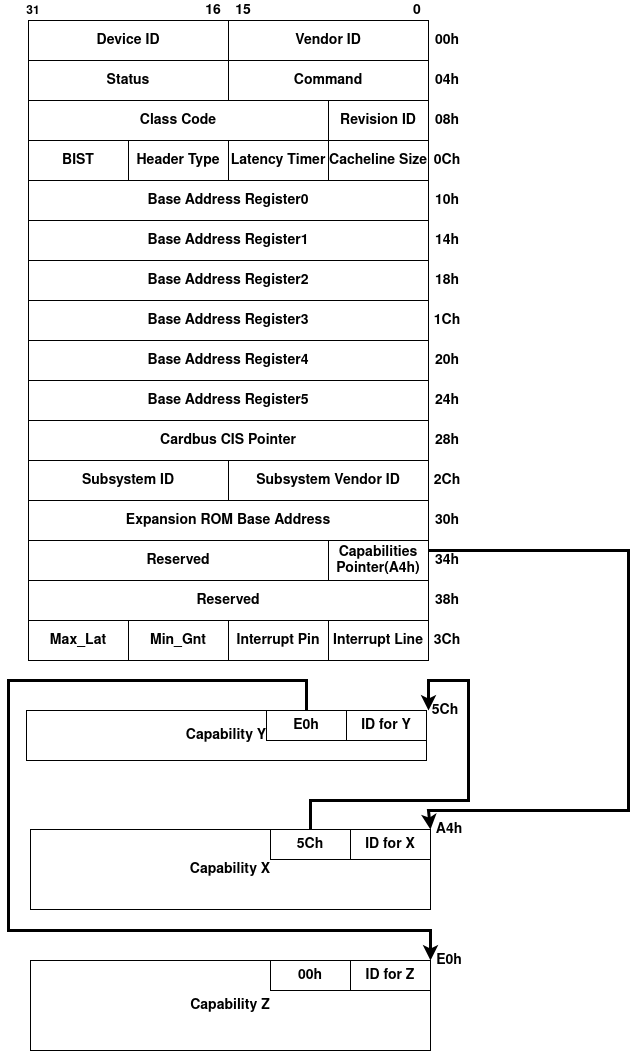 31 16 15 0
Device ID Vendor ID 00h
Status Command 04h
Class Code Revision ID 08h
BIST Header Type Latency Timer Cacheline Size 0Ch
Base Address Register0 10h
Base Address Register1 14h
Base Address Register2 18h
Base Address Register3 1Ch
Base Address Register4 20h
Base Address Register5 24h
Cardbus CIS Pointer 28h
Subsystem ID Subsystem Vendor ID 2Ch
Expansion ROM Base Address 30h
Reserved Capabilities
Pointer(A4h) 34h
Reserved 38h
Max_Lat Min_Gnt Interrupt Pin Interrupt Line 3Ch
5Ch
Capability Y E0h ID for Y
A4h
5Ch ID for X
Capability X
E0h
00h ID for Z
Capability Z